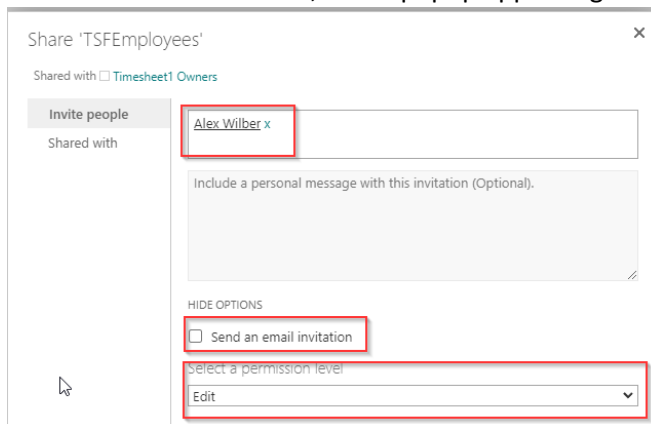 Share 'TSFEmployees'
Shared with Timesheet1 Owners
Invite people
Shared with
Alex Wilber x
Include a personal message with this invitation (Optional).
HIDE OPTIONS
Send an email invitation
Select a permission level
Edit